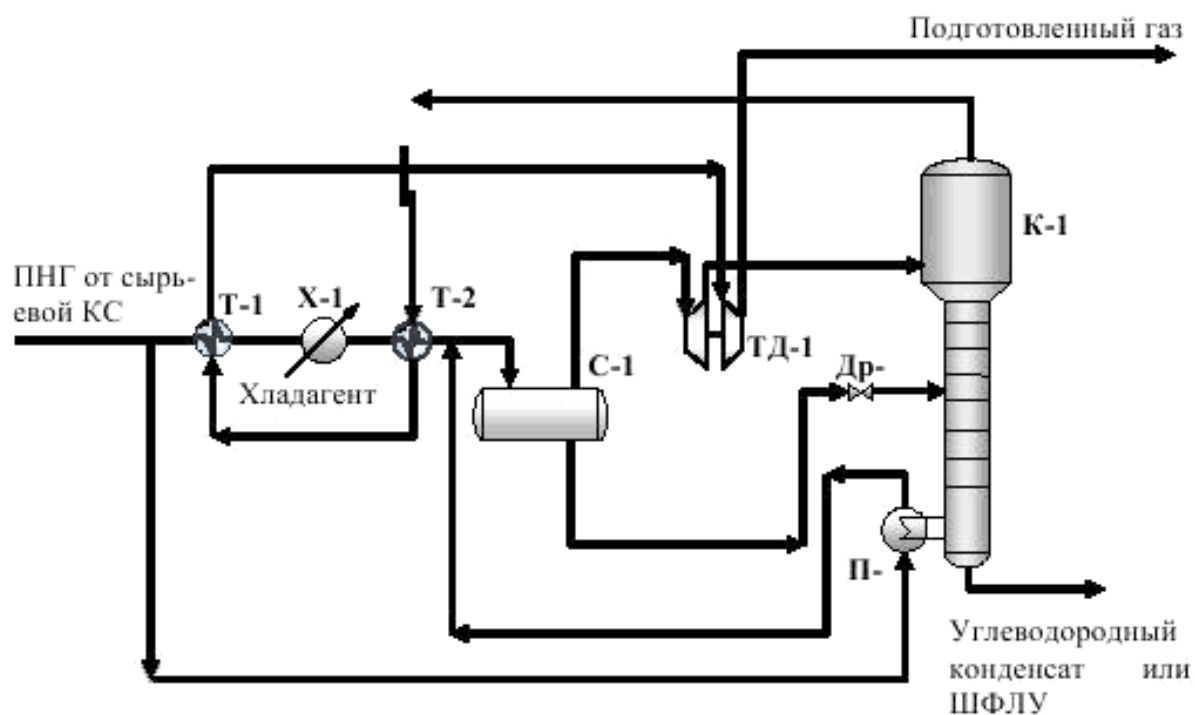 Подготовленный газ
К-1
ПНГ от сырь-
евой КС
Т-1
Х-1
Т-2
Хладагент
С-1
ТД-1
Др-
П-
Углеводородный
конденсат или
ШФЛУ